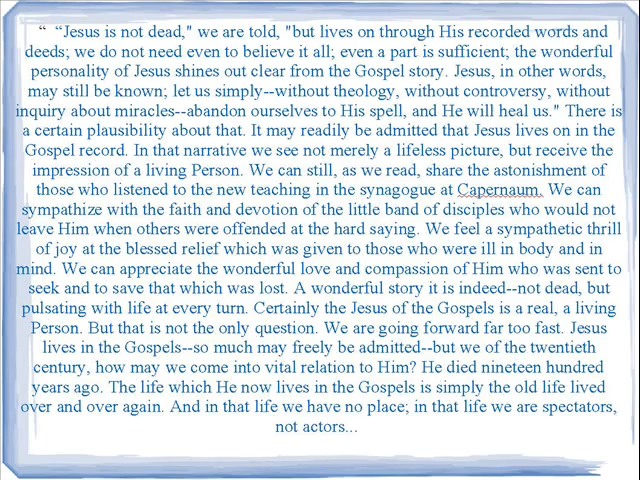 “ “Jesus is not dead," we are told, "but lives on through His recorded words and
deeds; we do not need even to believe it all; even a part is sufficient; the wonderful
personality of Jesus shines out clear from the Gospel story. Jesus, in other words,
may still be known; let us simply--without theology, without controversy, without
inquiry about miracles--abandon ourselves to His spell, and He will heal us." There is
a certain plausibility about that. It may readily be admitted that Jesus lives on in the
Gospel record. In that narrative we see not merely a lifeless picture, but receive the
impression of a living Person. We can still, as we read, share the astonishment of
those who listened to the new teaching in the synagogue at Capernaum. We can
sympathize with the faith and devotion of the little band of disciples who would not
leave Him when others were offended at the hard saying. We feel a sympathetic thrill
of joy at the blessed relief which was given to those who were ill in body and in
mind. We can appreciate the wonderful love and compassion of Him who was sent to
seek and to save that which was lost. A wonderful story it is indeed--not dead, but
pulsating with life at every turn. Certainly the Jesus of the Gospels is a real, a living
Person. But that is not the only question. We are going forward far too fast. Jesus
lives in the Gospels--so much may freely be admitted--but we of the twentieth
century, how may we come into vital relation to Him? He died nineteen hundred
years ago. The life which He now lives in the Gospels is simply the old life lived
over and over again. And in that life we have no place; in that life we are spectators,
not actors...